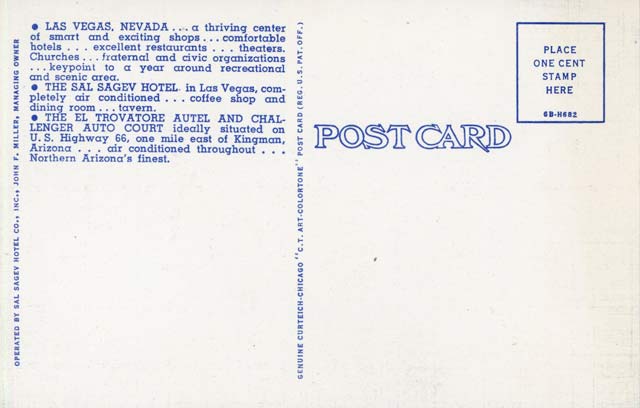 ● LAS VEGAS, NEVADA . . . a thriving center
of smart and exciting shops . . . comfortable
hotels . . . excellent restaurants . . . theaters.
Churches . . . fraternal and civic organizations
. . . keypoint to a year around recreational
and scenic area.
● THE SAL SAGEV HOTEL in Las Vegas, com-
pletely air conditioned . . . coffee shop and
dining room . . . tavern.
● THE EL TROVATORE AUTEL AND CHAL-
LENGER AUTO COURT ideally situated on
U. S. Highway 66, one mile east of Kingman,
Arizona . . . air conditioned throughout . . .
Northern Arizona's finest.
OPERATED BY SAL SAGEV HOTEL CO., INC., JOHN F. MILLER, MANAGING OWNER
GENUINE CURTEICH-CHICAGO "C.T. ART-COLORTONE" POST CARD (REG. U.S. PAT. OFF.)
POST CARD
PLACE
ONE CENT
STAMP
HERE
6B-H682